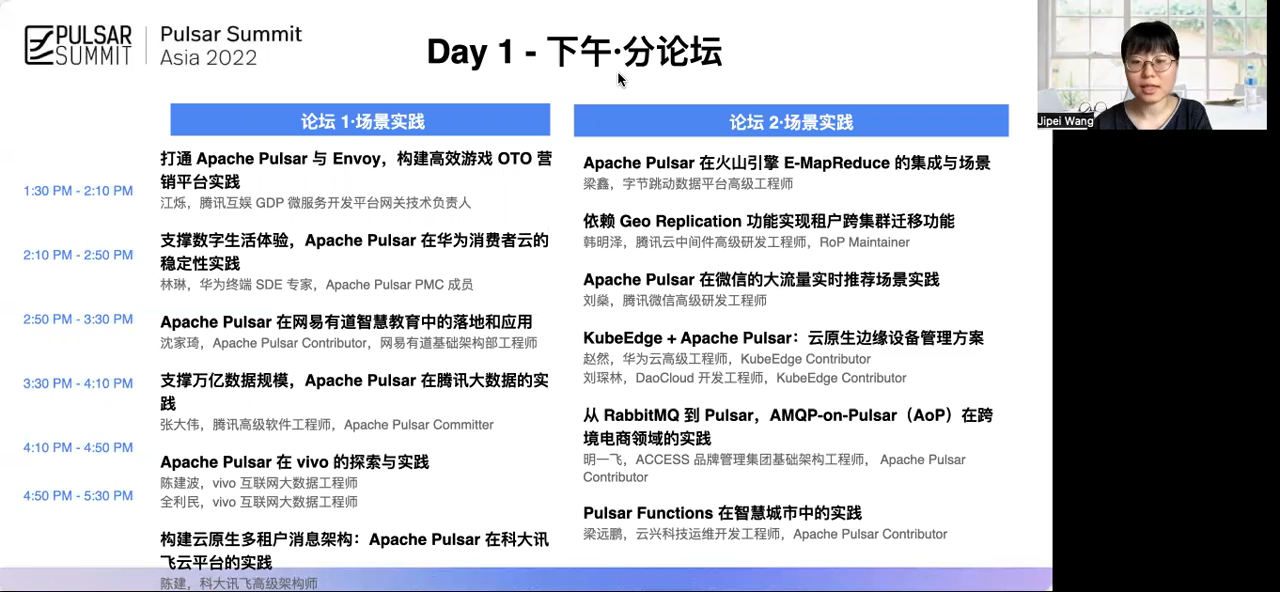 PULSAR
SUMMIT
Pulsar Summit
Asia 2022
Day 1 - 下午·分论坛
Jipei Wang
论坛 1·场景实践
论坛 2·场景实践
1:30 PM - 2:10 PM
2:10 PM - 2:50 PM
2:50 PM - 3:30 PM
3:30 PM - 4:10 PM
4:10 PM - 4:50 PM
4:50 PM - 5:30 PM
打通 Apache Pulsar 与 Envoy，构建高效游戏 OTO 营
销平台实践
江烁，腾讯互娱 GDP 微服务开发平台网关技术负责人
支撑数字生活体验，Apache Pulsar 在华为消费者云的
稳定性实践
林琳，华为终端 SDE 专家，Apache Pulsar PMC 成员
Apache Pulsar 在网易有道智慧教育中的落地和应用
沈家琦，Apache Pulsar Contributor，网易有道基础架构部工程师
支撑万亿数据规模，Apache Pulsar 在腾讯大数据的实
践
张大伟，腾讯高级软件工程师，Apache Pulsar Committer
Apache Pulsar 在 vivo 的探索与实践
陈建波，vivo 互联网大数据工程师
全利民，vivo 互联网大数据工程师
构建云原生多租户消息架构：Apache Pulsar 在科大讯
飞云平台的实践
陈建，科大讯飞高级架构师
Apache Pulsar 在火山引擎 E-MapReduce 的集成与场景
梁鑫，字节跳动数据平台高级工程师
依赖 Geo Replication 功能实现租户跨集群迁移功能
韩明泽，腾讯云中间件高级研发工程师，RoP Maintainer
Apache Pulsar 在微信的大流量实时推荐场景实践
刘燊，腾讯微信高级研发工程师
KubeEdge + Apache Pulsar：云原生边缘设备管理方案
赵然，华为云高级工程师，KubeEdge Contributor
刘琛林，DaoCloud 开发工程师，KubeEdge Contributor
从 RabbitMQ 到 Pulsar，AMQP-on-Pulsar（AoP）在跨
境电商领域的实践
明一飞，ACCESS 品牌管理集团基础架构工程师， Apache Pulsar
Contributor
Pulsar Functions 在智慧城市中的实践
梁远鹏，云兴科技运维开发工程师，Apache Pulsar Contributor